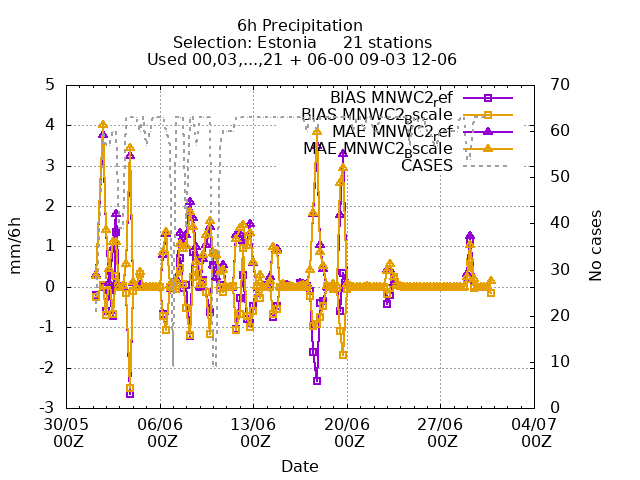 6h Precipitation
Selection: Estonia 21 stations
Used 00,03,...,21 + 06-00 09-03 12-06
BIAS MNWC2_ref
BIAS MNWC2_Bscale
MAE MNWC2_ref
MAE MNWC2_Bscale
CASES
5
4
3
2
1
0
-1
-2
-3
mm/6h
70
60
50
40
30
20
10
0
No cases
30/05 06/06 13/06 20/06 27/06 04/07
00Z 00Z 00Z 00Z 00Z 00Z
Date